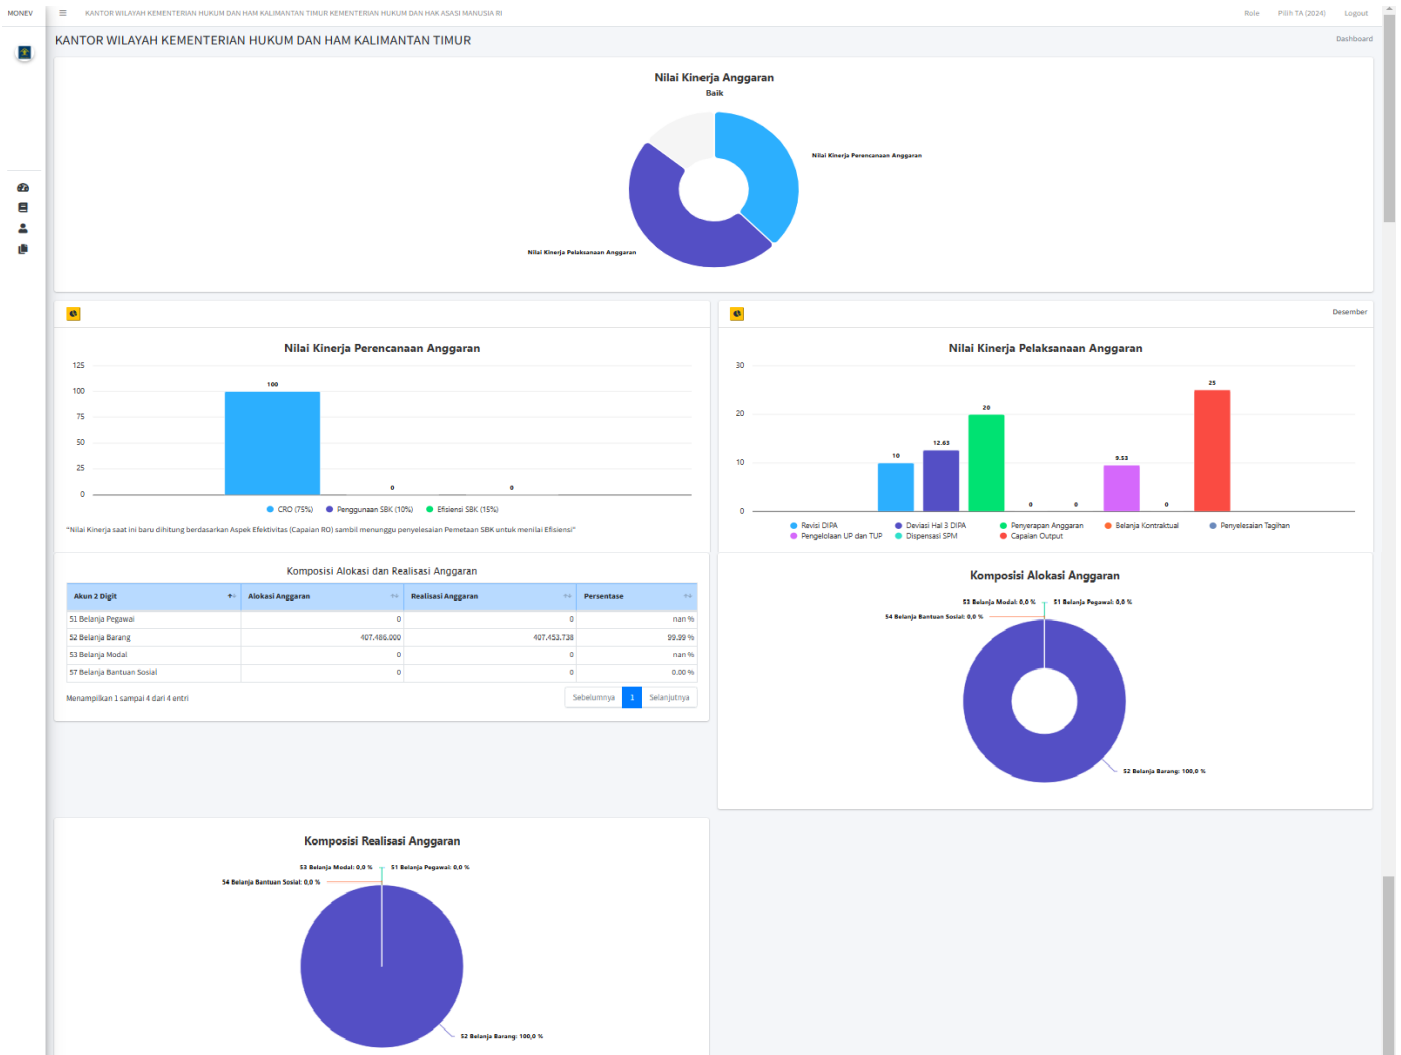 MONEV
KANTOR WILAYAH KEMENTERIAN HUKUM DAN HAM KALIMANTAN TIMUR KEMENTERIAN HUKUM DAN HAK ASASI MANUSIA RI
Role Pilih TA (2024) Logout
KANTOR WILAYAH KEMENTERIAN HUKUM DAN HAM KALIMANTAN TIMUR
Dashboard
Nilai Kinerja Anggaran
Baik
Nilai Kinerja Perencanaan Anggaran
Nilai Kinerja Pelaksanaan Anggaran
Nilai Kinerja Perencanaan Anggaran
125
100
75
50
25
0
100
0
0
CRO (75%) Penggunaan SBK (10%) Efisiensi SBK (15%)
"Nilai Kinerja saat ini baru dihitung berdasarkan Aspek Efektivitas (Capaian RO) sambil menunggu penyelesaian Pemetaan SBK untuk menilai Efisiensi"
Desember
Nilai Kinerja Pelaksanaan Anggaran
30
20
10
0
10
12.63
20
0
0
9.53
0
25
Revisi DIPA Deviasi Hal 3 DIPA Penyerapan Anggaran Belanja Kontraktual Penyelesaian Tagihan
Pengelolaan UP dan TUP Dispensasi SPM Capaian Output
Komposisi Alokasi dan Realisasi Anggaran
Akun 2 Digit Alokasi Anggaran Realisasi Anggaran Persentase
51 Belanja Pegawai 0 0 nan %
52 Belanja Barang 407.486.000 407.453.738 99.99 %
53 Belanja Modal 0 0 nan %
57 Belanja Bantuan Sosial 0 0 0,00 %
Menampilkan 1 sampai 4 dari 4 entri
Sebelumnya 1 Selanjutnya
Komposisi Alokasi Anggaran
53 Belanja Modal: 0,0 % 51 Belanja Pegawai: 0,0 %
54 Belanja Bantuan Sosial: 0,0 %
52 Belanja Barang: 100,0 %
Komposisi Realisasi Anggaran
53 Belanja Modal: 0,0 % 51 Belanja Pegawai: 0,0 %
54 Belanja Bantuan Sosial: 0,0 %
52 Belanja Barang: 100,0 %